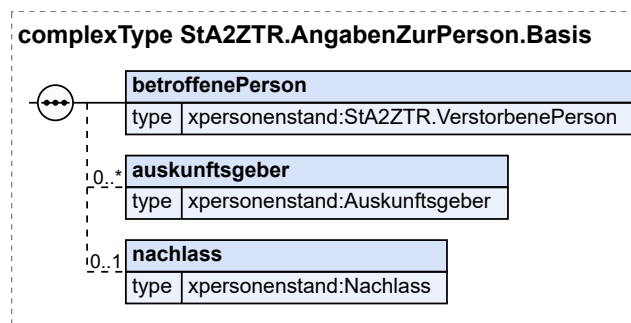 complexType StA2ZTR.AngabenZurPerson.Basis
betroffenePerson
type xpersonenstand:StA2ZTR.VerstorbenePerson
0..* auskunftsgeber
type xpersonenstand:Auskunftsgeber
0..1 nachlass
type xpersonenstand:Nachlass